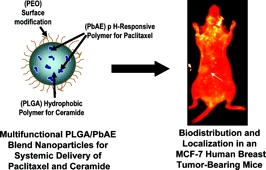 (PEO)
Surface
modification)
(PbAE) p H-Responsive
Polymer for Paclitaxel
(PLGA) Hydrophobic
Polymer for Ceramide
Multifunctional PLGA/PbAE
Blend Nanoparticles for
Systemic Delivery of
Paclitaxel and Ceramide
Biodistribution and
Localization in an
MCF-7 Human Breast
Tumor-Bearing Mice